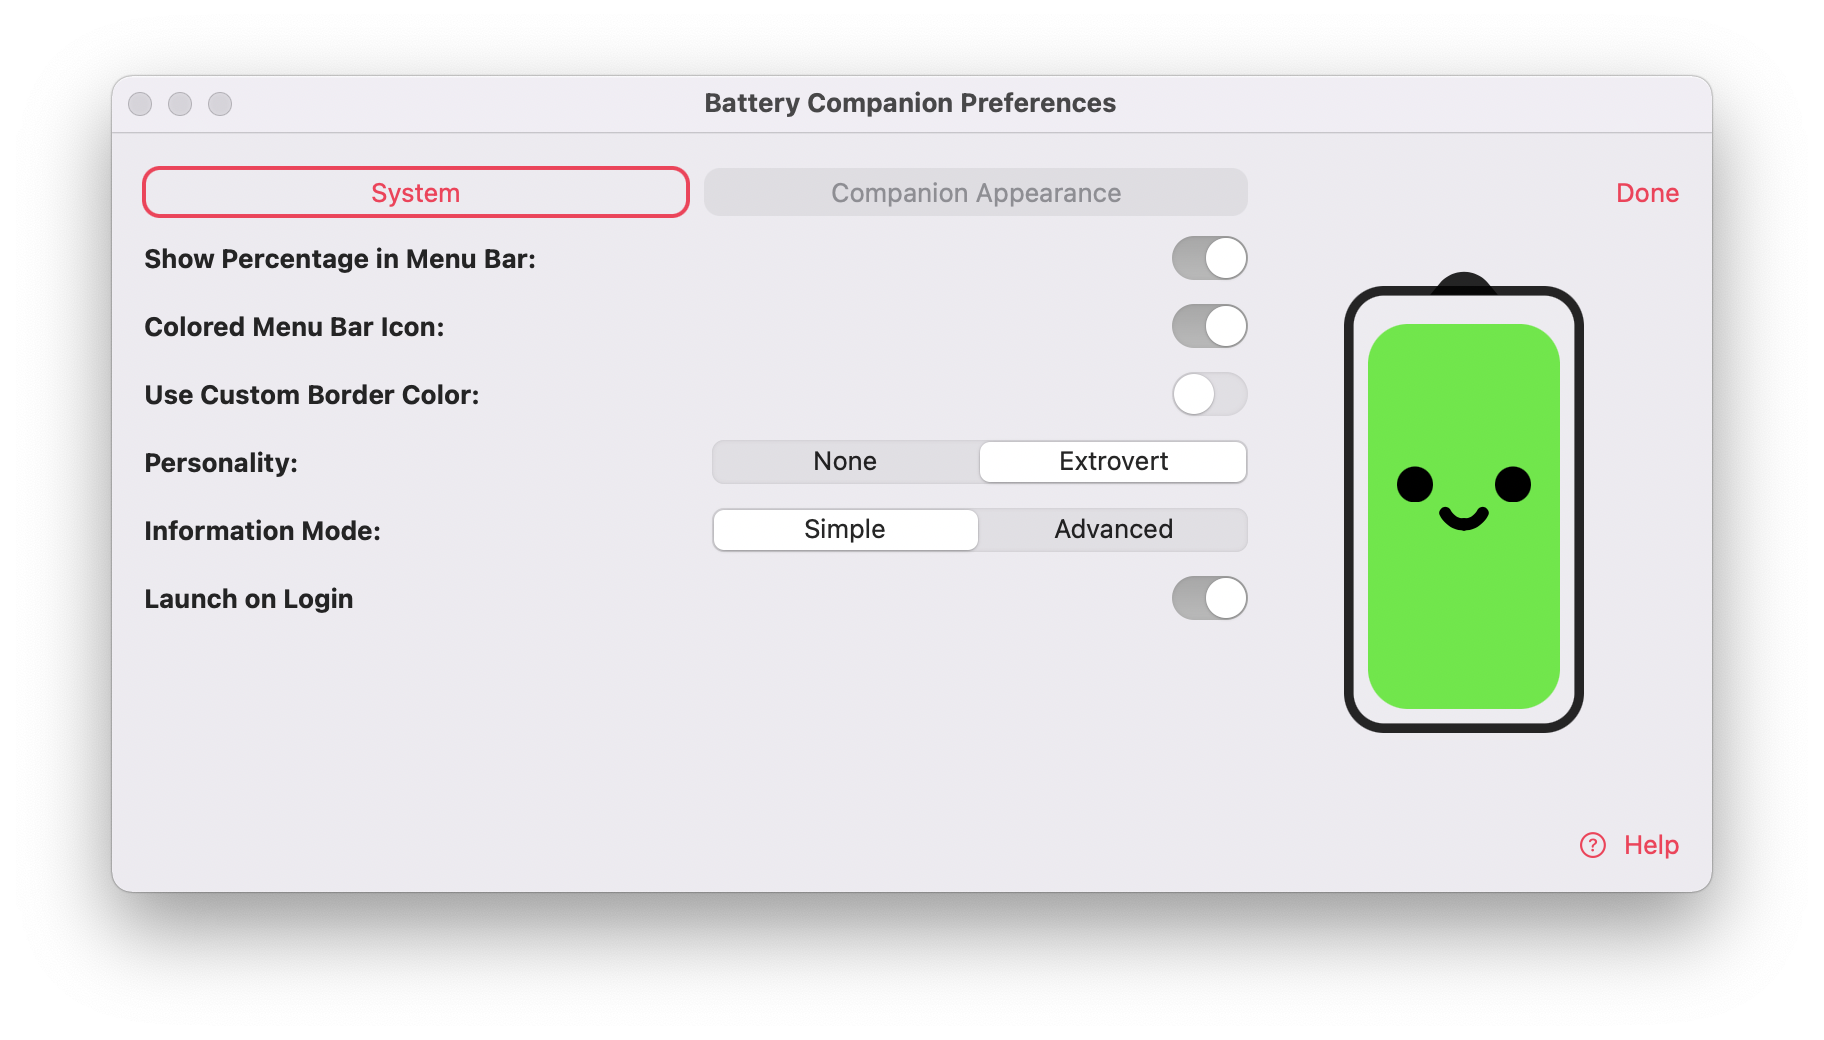 Battery Companion Preferences
System
Companion Appearance
Done
Show Percentage in Menu Bar:
Colored Menu Bar Icon:
Use Custom Border Color:
Personality:
None
Extrovert
Information Mode:
Simple
Advanced
Launch on Login
? Help